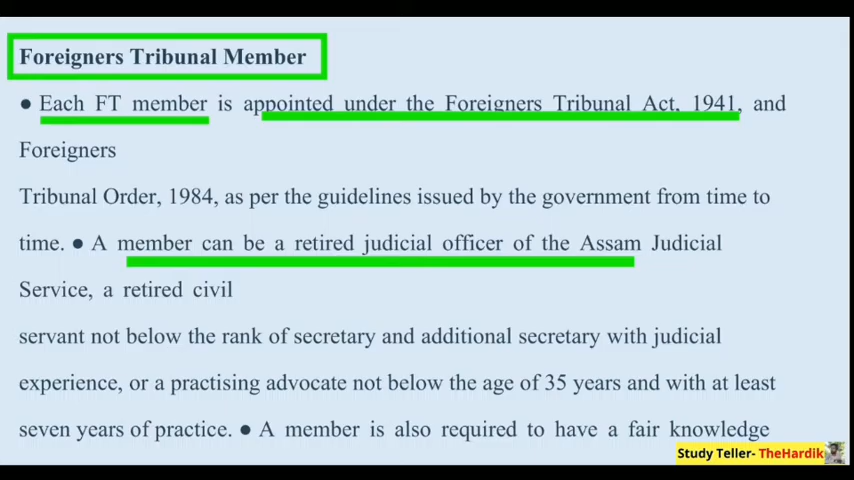 Foreigners Tribunal Member
● Each FT member is appointed under the Foreigners Tribunal Act, 1941, and
Foreigners
Tribunal Order, 1984, as per the guidelines issued by the government from time to
time. ● A member can be a retired judicial officer of the Assam Judicial
Service, a retired civil
servant not below the rank of secretary and additional secretary with judicial
experience, or a practising advocate not below the age of 35 years and with at least
seven years of practice. ● A member is also required to have a fair knowledge
Study Teller- TheHardik